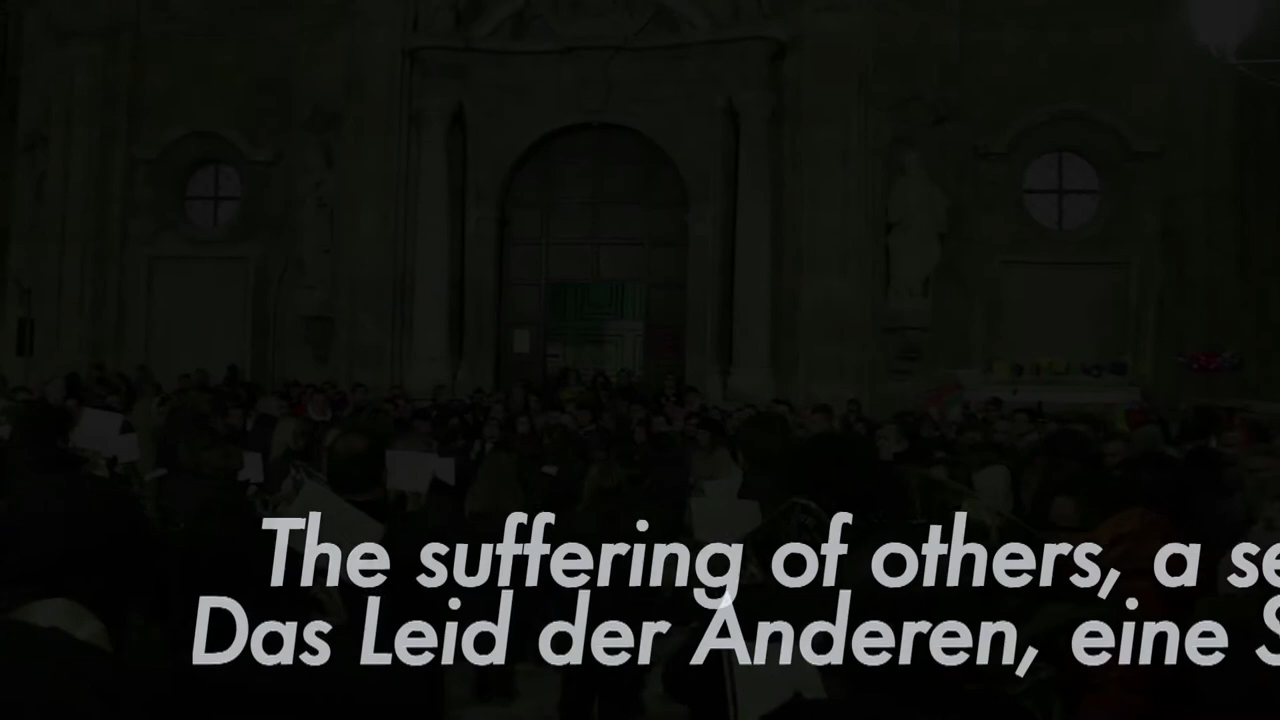 The suffering of others, a se
Das Leid der Anderen, eine S